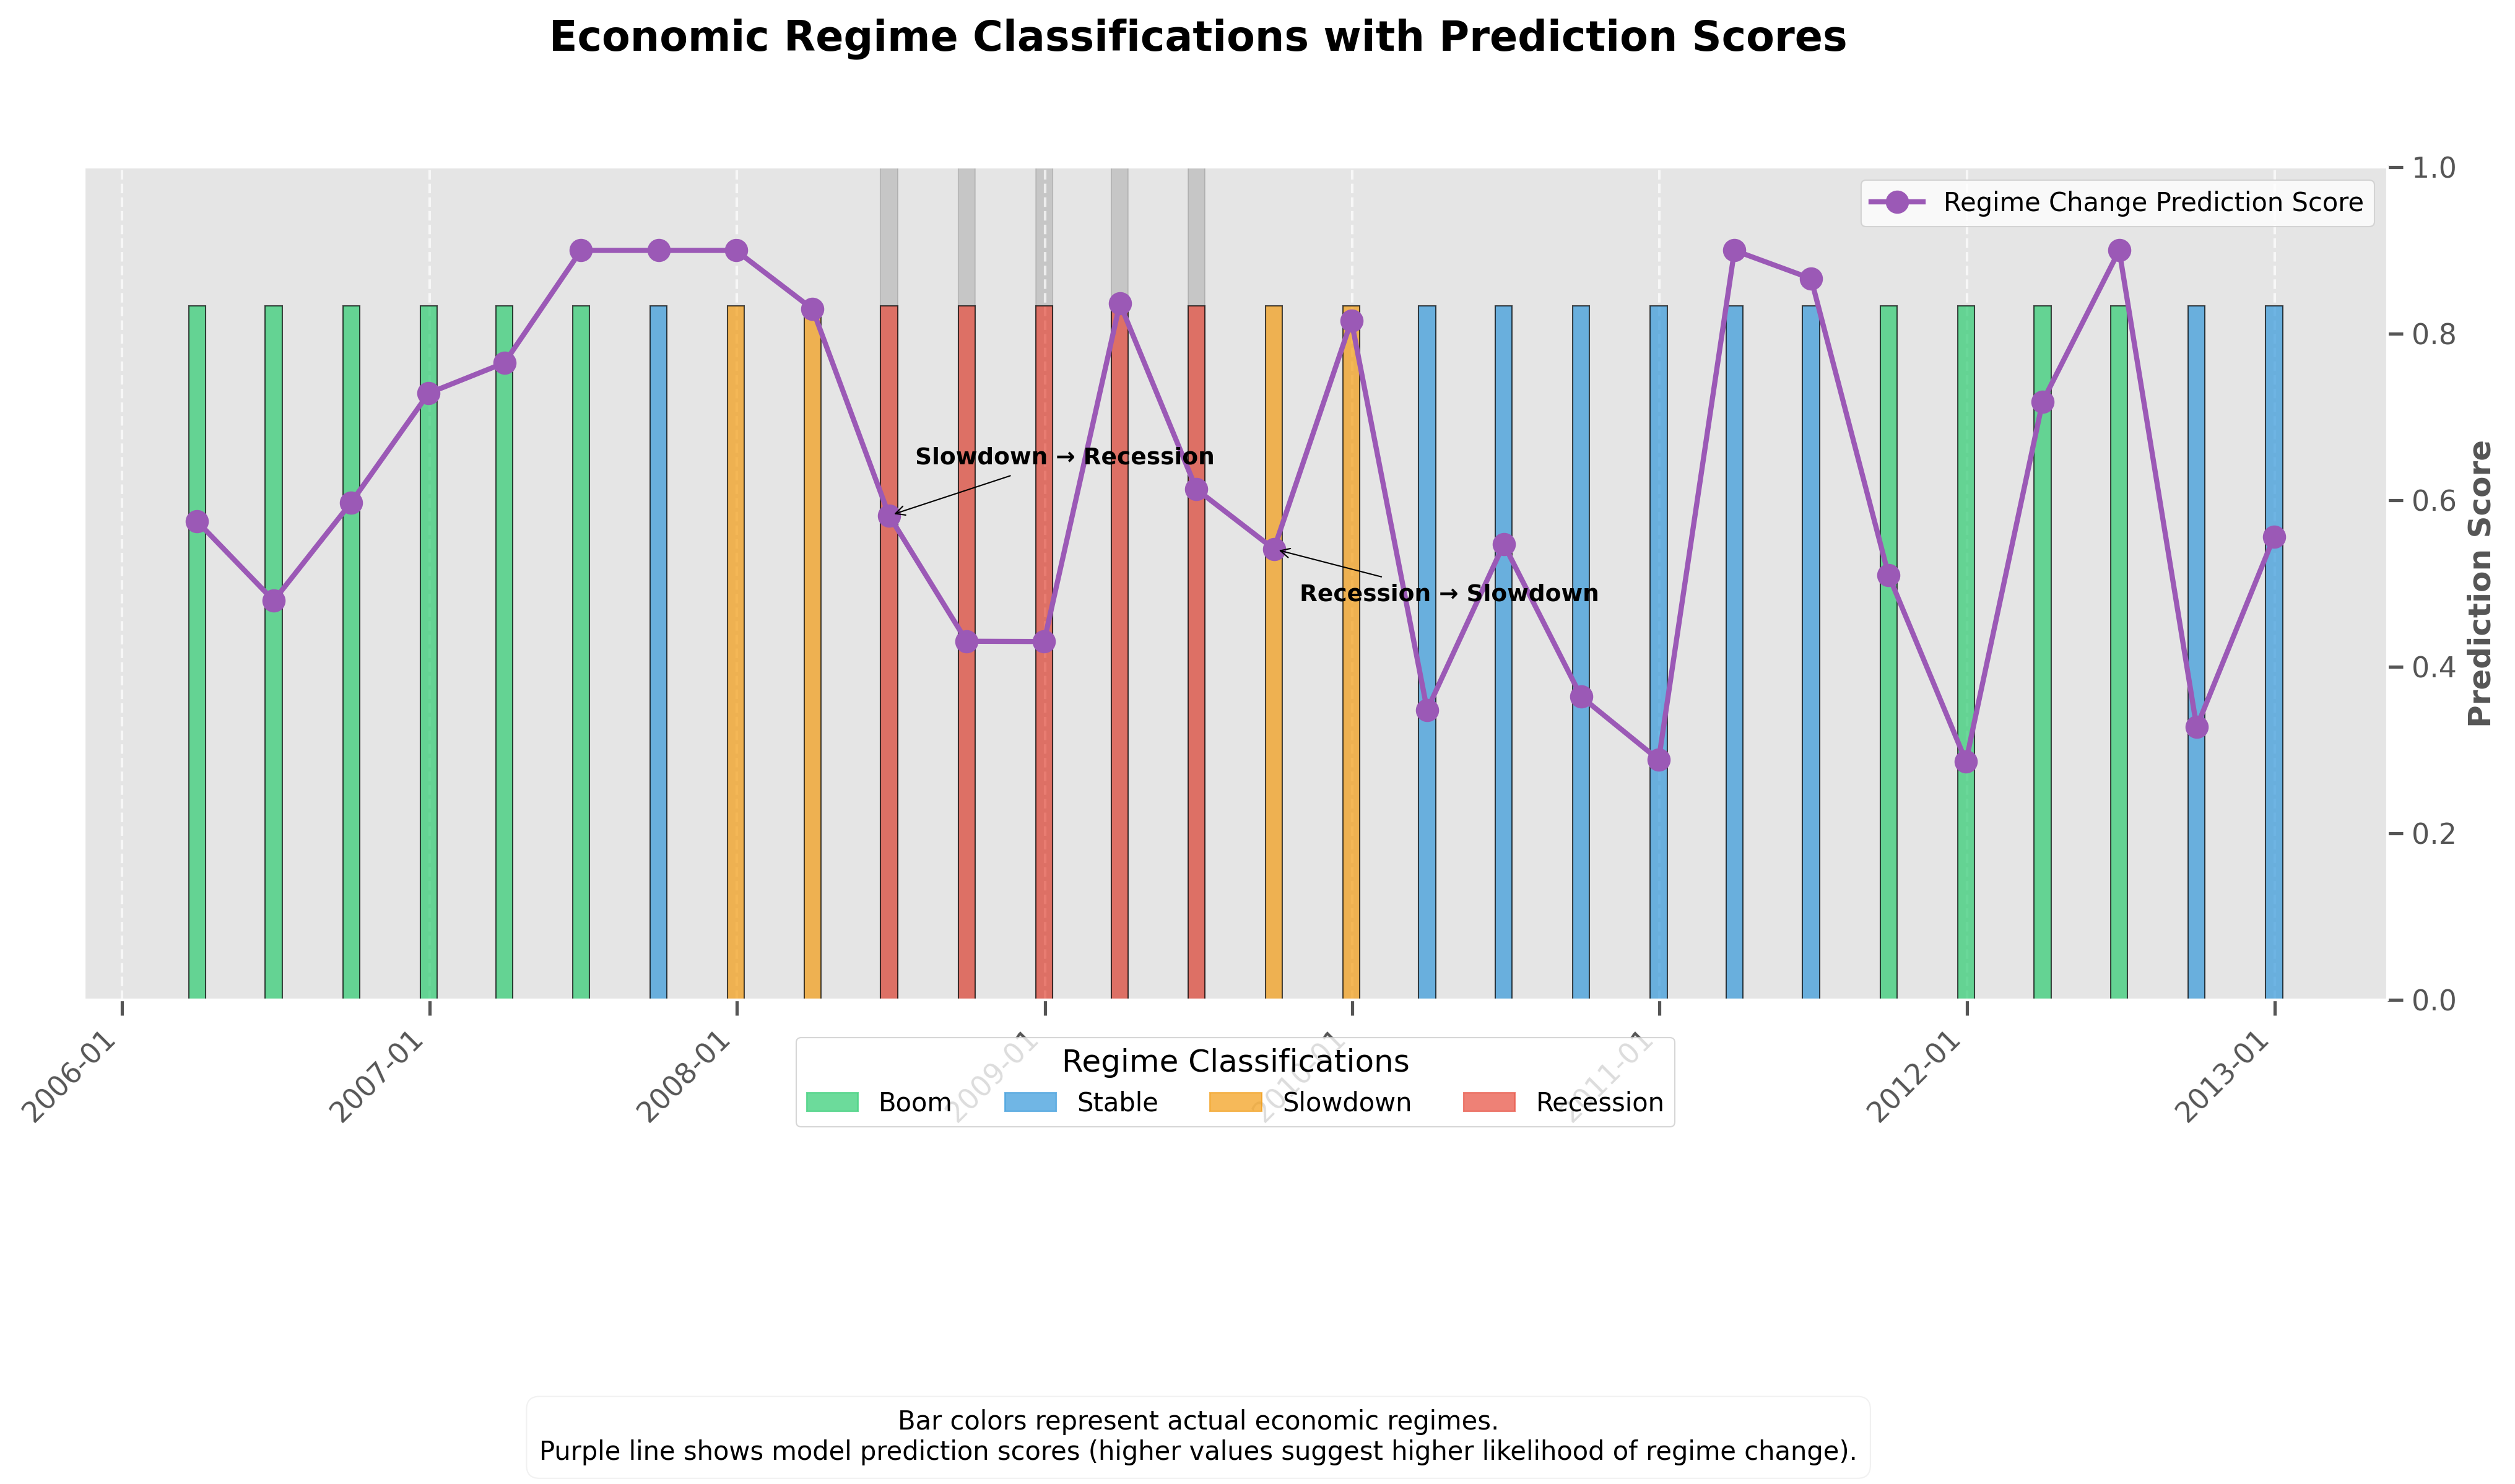 Economic Regime Classifications with Prediction Scores
Regime Change Prediction Score
1.0
0.8
0.6
0.4
0.2
0.0
Prediction Score
Slowdown → Recession
Recession → Slowdown
2006-01
2007-01
2008-01
2009-01
2010-01
2011-01
2012-01
2013-01
Regime Classifications
Boom
Stable
Slowdown
Recession
Bar colors represent actual economic regimes.
Purple line shows model prediction scores (higher values suggest higher likelihood of regime change).